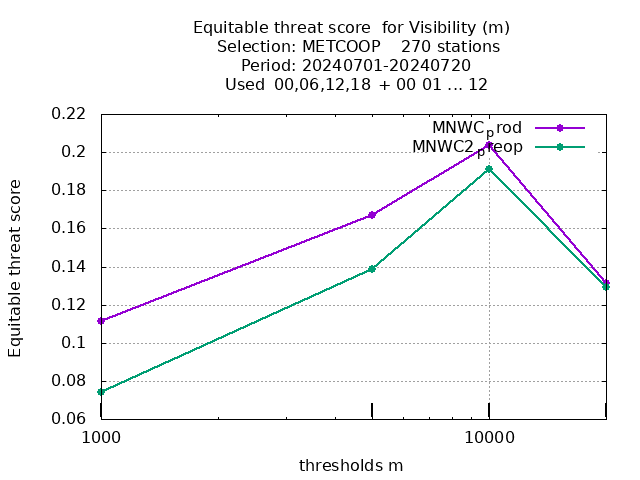 Equitable threat score for Visibility (m)
Selection: METCOOP 270 stations
Period: 20240701-20240720
Used 00,06,12,18 + 00 01 ... 12
0.22
0.2
0.18
0.16
0.14
0.12
0.1
0.08
0.06
Equitable threat score
MNWCprod
MNWC2preop
1000
10000
thresholds m